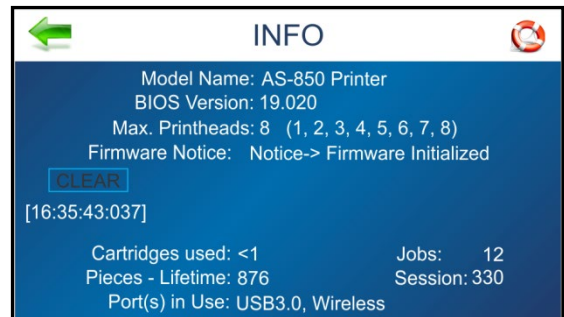 INFO
Model Name: AS-850 Printer
BIOS Version: 19.020
Max. Printheads: 8 (1, 2, 3, 4, 5, 6, 7, 8)
Firmware Notice: Notice-> Firmware Initialized
CLEAR
[16:35:43:037]
Cartridges used: <1 Jobs: 12
Pieces - Lifetime: 876 Session: 330
Port(s) in Use: USB3.0, Wireless